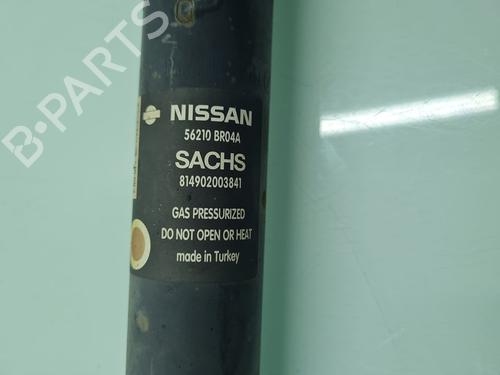 B-PARTS
NISSAN
56210 BR04A
SACHS
814902003841
GAS PRESSURIZED
DO NOT OPEN OR HEAT
made in Turkey